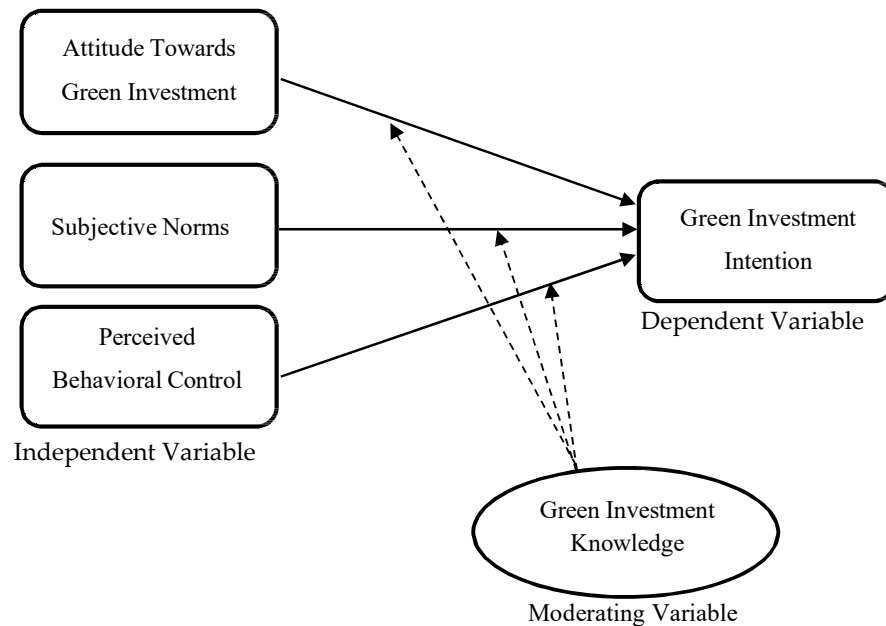 Attitude Towards
Green Investment
Subjective Norms
Perceived
Behavioral Control
Independent Variable
Green Investment
Intention
Dependent Variable
Green Investment
Knowledge
Moderating Variable